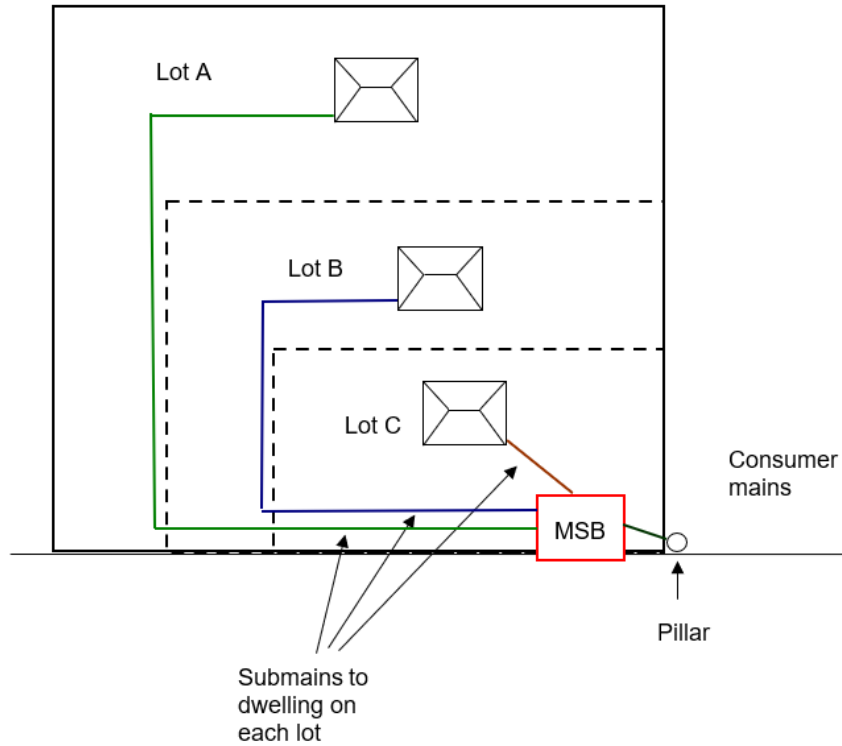 Lot A
Lot B
Lot C
Consumer
mains
MSB
Pillar
Submains to
dwelling on
each lot